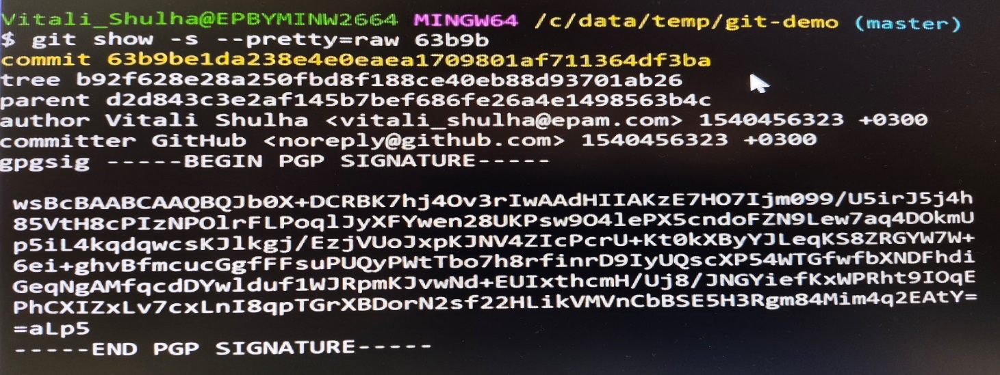 Vitali_Shulha@EPBYMINW2664 MINGW64 /c/data/temp/git-demo (master)
$ git show -s --pretty=raw 63b9b
commit 63b9be1da238e4e0eaea1709801af711364df3ba
tree b92f628e28a250fbd8f188ce40eb88d93701ab26
parent d2d843c3e2af145b7bef686fe26a4e1498563b4c
author Vitali Shulha <vitali_shulha@epam.com> 1540456323 +0300
committer GitHub <noreply@github.com> 1540456323 +0300
gpgsig -----BEGIN PGP SIGNATURE-----
wsBcBAABCAAQBQJb0X+DCRBK7hj4Ov3rIwAAdHIIAKzE7HO7Ijm099/U5irJ5j4h
85VtH8cPIzNPOlrFLPoqlJyXFYwen28UKPsw9O4lePX5cndoFZN9Lew7aq4DOkmU
p5iL4kqdqwcsKJlkgj/EzjVUoJxpKJNV4ZIcPcrU+Kt0kXByYJLeqKS8ZRGYW7W+
6ei+ghvBfmcucGgfFFsuPUQyPWtTbo7h8rfinrD9IyUQscXP54WTGfwfbXNDFhdi
GeqNgAMfqcdDYwlduf1WJRpmKJvwNd+EUIxthcmH/Uj8/JNGYiefKxWPRht9IOqE
PhCXIZxLv7cxLnI8qpTGrXBDorN2sf22HLikVMVnCbBSE5H3Rgm84Mim4q2EAtY=
=aLp5
-----END PGP SIGNATURE-----